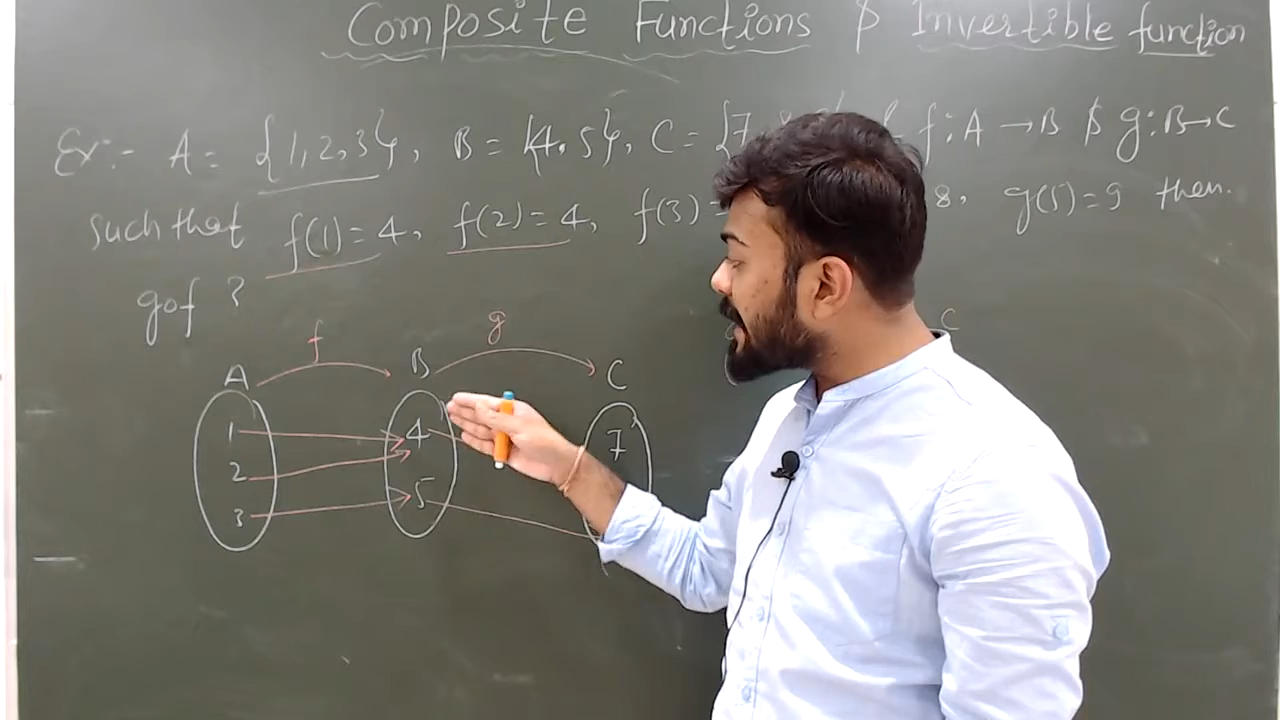 Composite Functions $ Invertible function
Ex:- A = {1,2,3}, B = {4,5}, C = {7, f:A→B $ g:B→C
such that f(1)=4, f(2)=4, f(3)= 8, g(5)=9 then.
gof ?
f g
A B C C
1 4 7
2
3 5